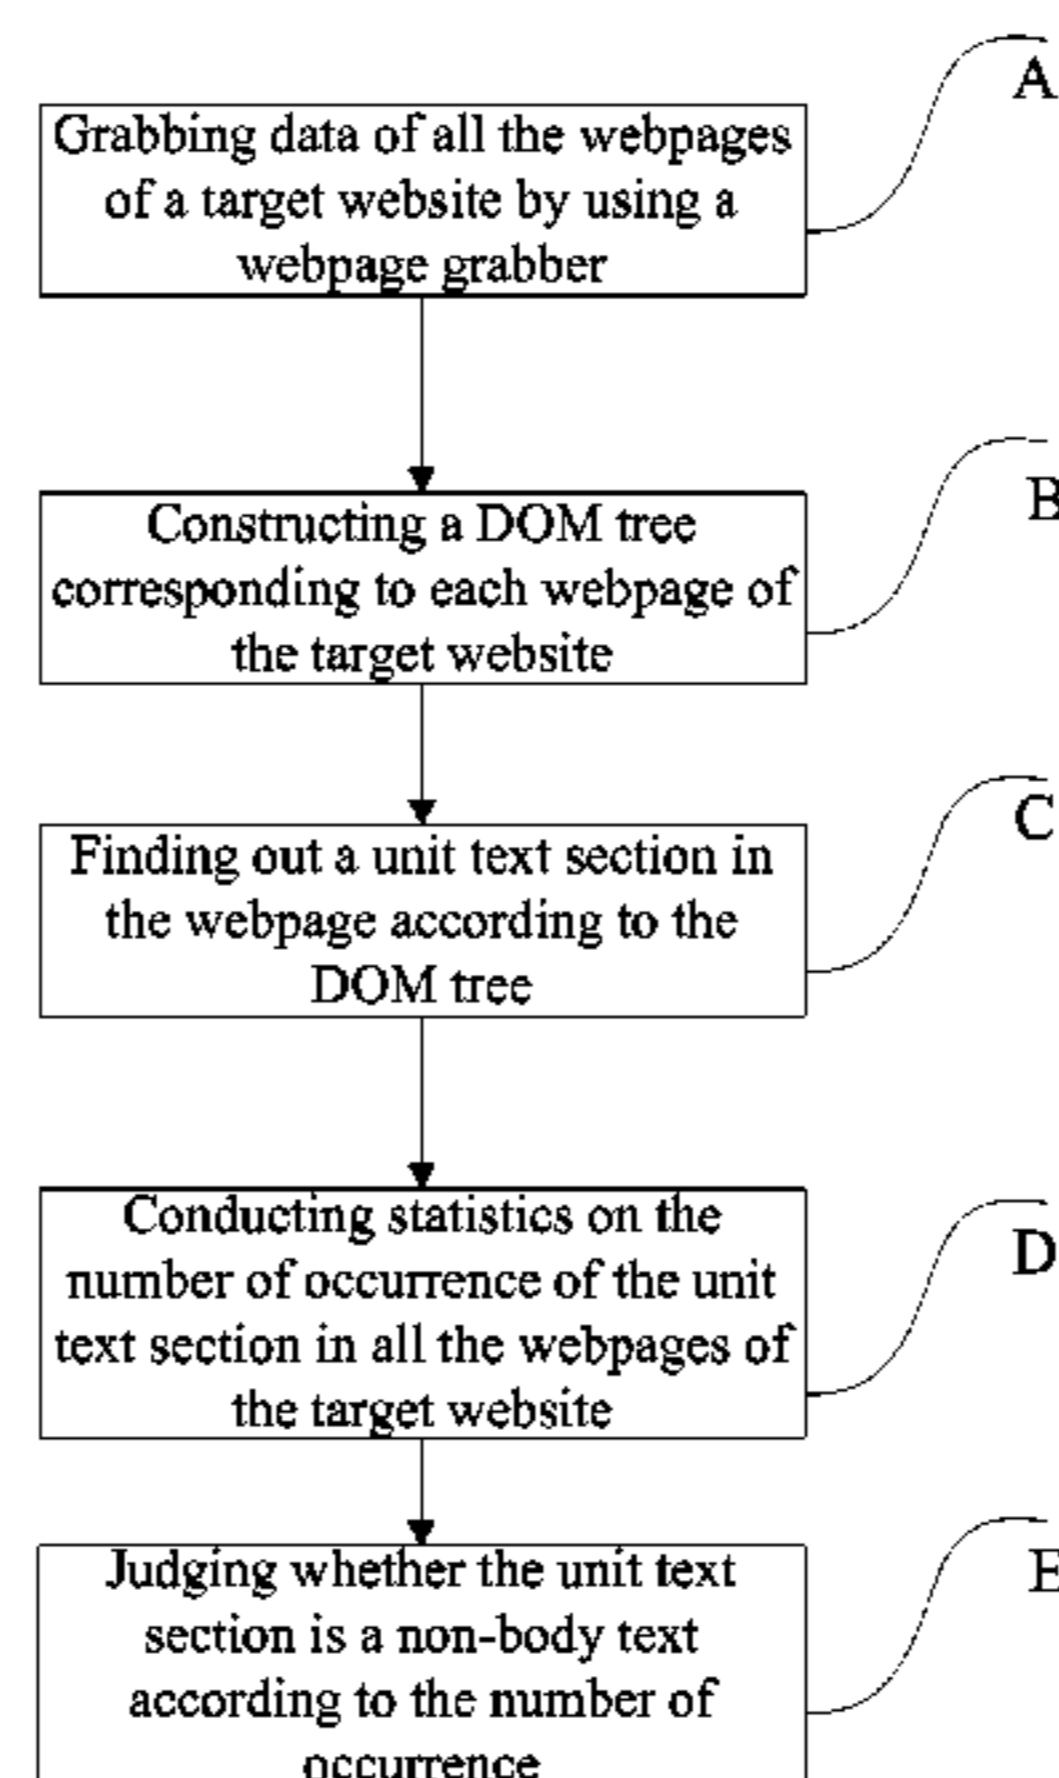 A
Grabbing data of all the webpages
of a target website by using a
webpage grabber
B
Constructing a DOM tree
corresponding to each webpage of
the target website
C
Finding out a unit text section in
the webpage according to the
DOM tree
D
Conducting statistics on the
number of occurrence of the unit
text section in all the webpages of
the target website
E
Judging whether the unit text
section is a non-body text
according to the number of
occurrence